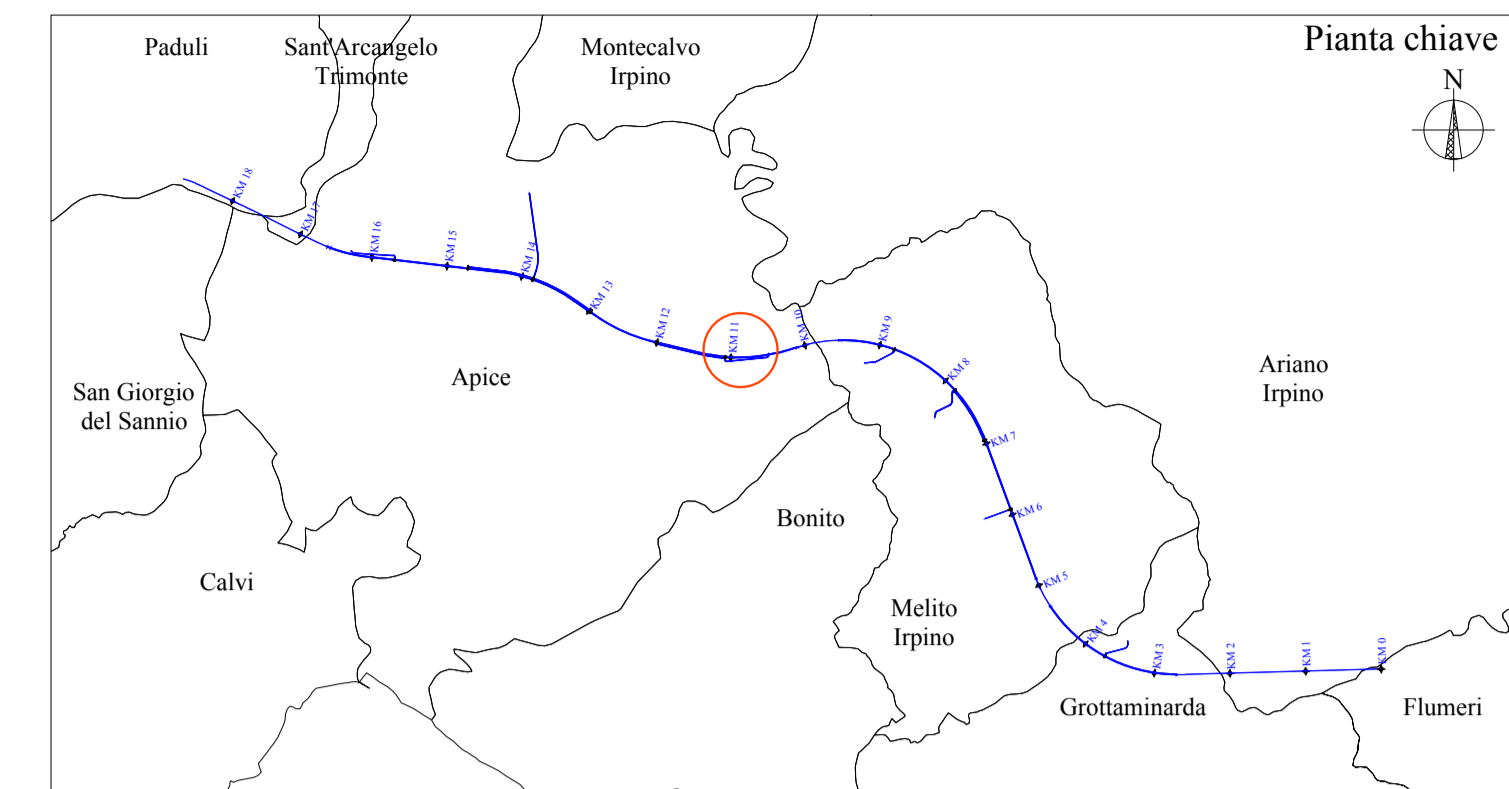 Pianta chiave
N
Paduli
Sant'Arcangelo
Trimonte
Montecalvo
Irpino
KM 18
KM 17
KM 16
KM 15
KM 14
KM 13
KM 12
KM 11
KM 10
KM 9
KM 8
KM 7
KM 6
KM 5
KM 4
KM 3
KM 2
KM 1
KM 0
San Giorgio
del Sannio
Apice
Ariano
Irpino
Bonito
Calvi
Melito
Irpino
Grottaminarda
Flumeri